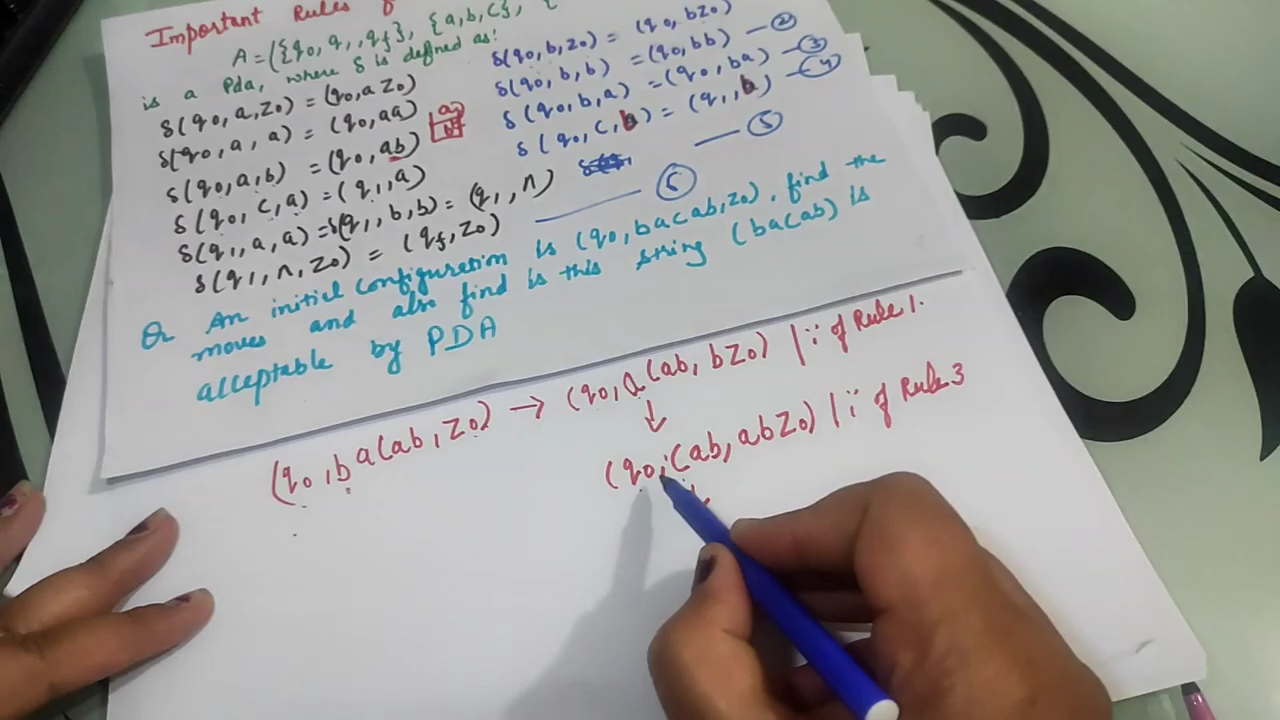 Important Rules of
A = ({q0, q1, qf}, {a,b,c}, {
is a Pda, where δ is defined as:
δ(q0, a, Z0) = (q0, a Z0) δ(q0, b, Z0) = (q0, bZ0)
δ(q0, a, a) = (q0, aa) δ(q0, b, b) = (q0, bb) — ②
δ(q0, a, b) = (q0, ab) a b δ(q0, b, a) = (q0, ba) — ③
δ(q0, c, a) = (q1, a) δ(q0, c, b) = (q1, b) — ④
δ(q1, a, a) = δ(q1, b, b) = (q1, Λ) — ⑤
δ(q1, Λ, Z0) = (qf, Z0) — ⑥
Q An initial configuration is (q0, bacab, Z0). find the
moves and also find is this string (bacab) is
acceptable by PDA
(q0, bacab, Z0) → (q0, acab, bZ0) | ∵ of Rule 1.
↓
(q0, cab, abZ0) | ∵ of Rule 3